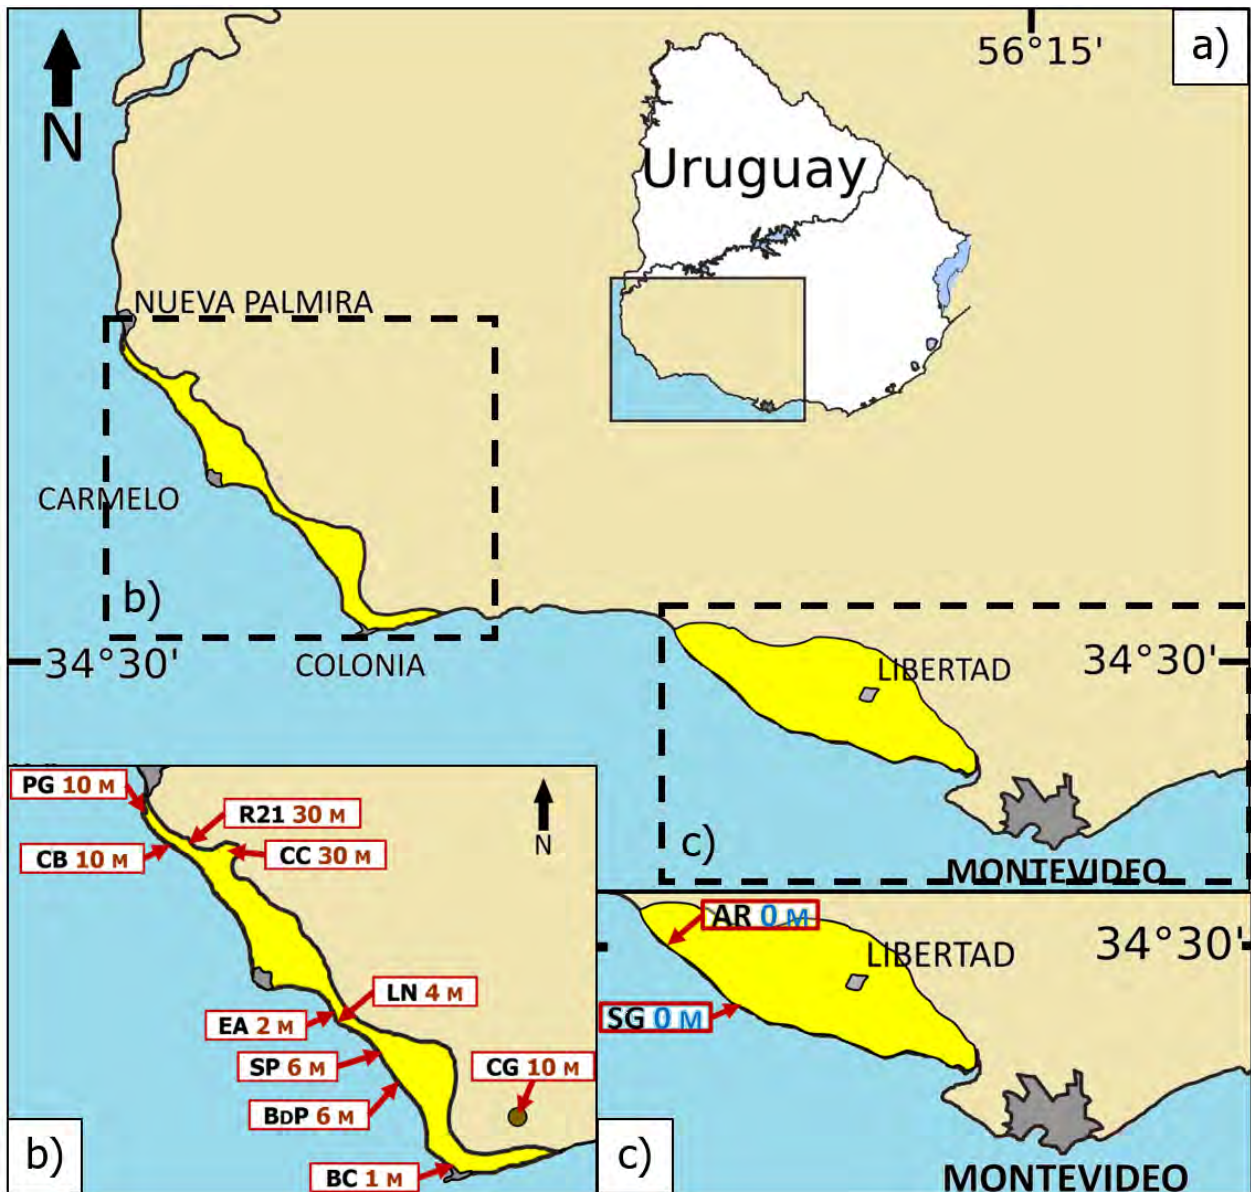 56°15'
a)
N
Uruguay
NUEVA PALMIRA
CARMELO
b)
34°30'
COLONIA
LIBERTAD
34°30'
c)
MONTEVIDEO
PG 10 M
R21 30 M
CB 10 M
CC 30 M
N
LN 4 M
EA 2 M
SP 6 M
CG 10 M
BDP 6 M
BC 1 M
b)
AR 0 M
34°30'
LIBERTAD
SG 0 M
c)
MONTEVIDEO